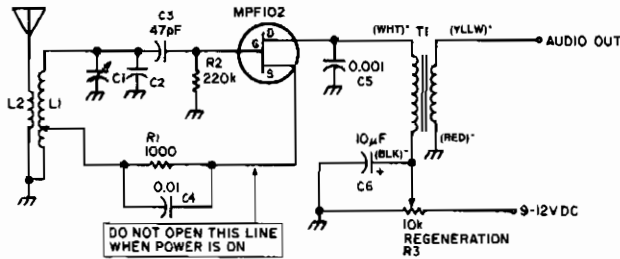 MPF102
C3
47pF
G
D
S
R2
220k
(WHT)*
T1
(YLLW)*
AUDIO OUT
C1
C2
0.001
C5
L2
L1
R1
1000
10µF
(BLK)*
(RED)*
+
C6
0.01
C4
DO NOT OPEN THIS LINE
WHEN POWER IS ON
9-12V DC
10k
REGENERATION
R3